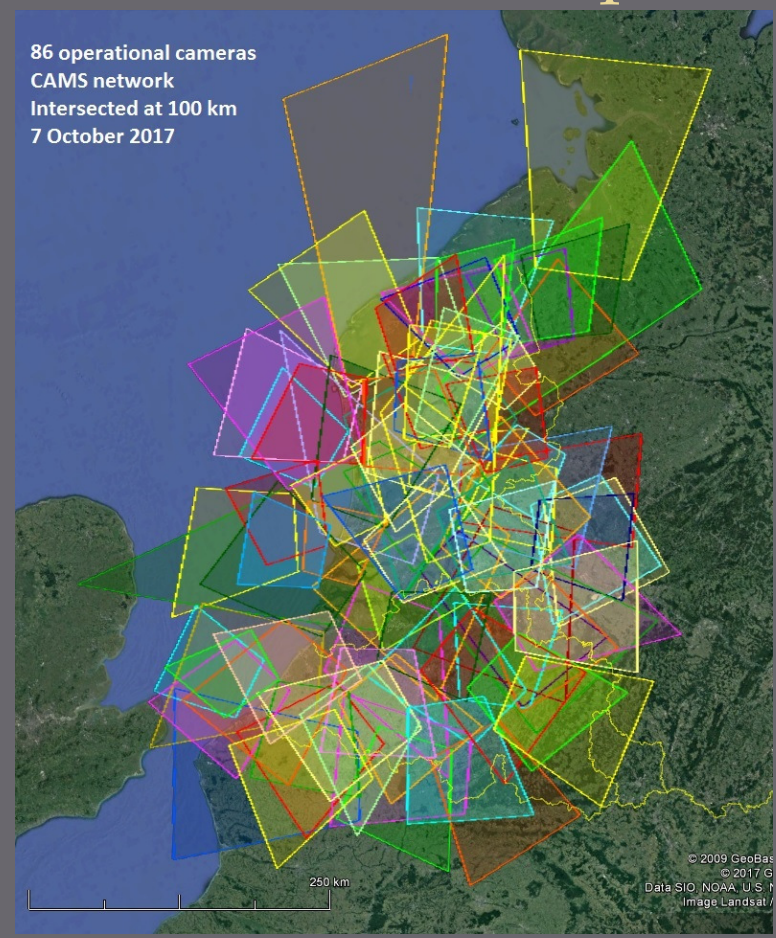 86 operational cameras
CAMS network
Intersected at 100 km
7 October 2017
250 km
© 2009 GeoBas
© 2017 G
Data SIO, NOAA, U.S. N
Image Landsat /